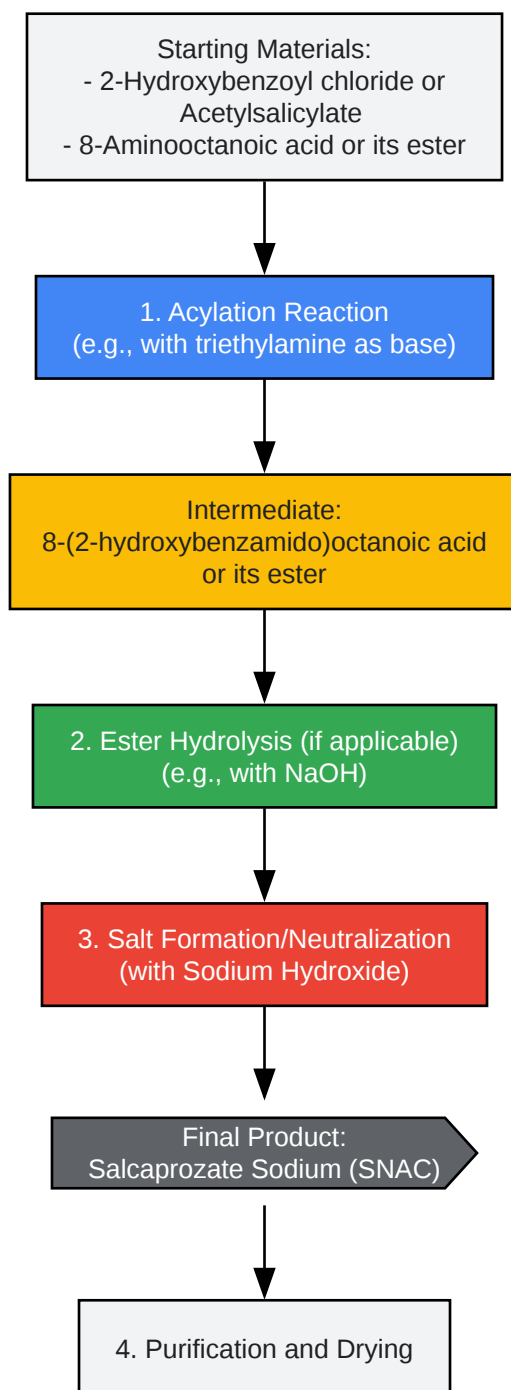 Starting Materials:
- 2-Hydroxybenzoyl chloride or
Acetylsalicylate
- 8-Aminooctanoic acid or its ester
1. Acylation Reaction
(e.g., with triethylamine as base)
Intermediate:
8-(2-hydroxybenzamido)octanoic acid
or its ester
2. Ester Hydrolysis (if applicable)
(e.g., with NaOH)
3. Salt Formation/Neutralization
(with Sodium Hydroxide)
Final Product:
Salcaprozate Sodium (SNAC)
4. Purification and Drying